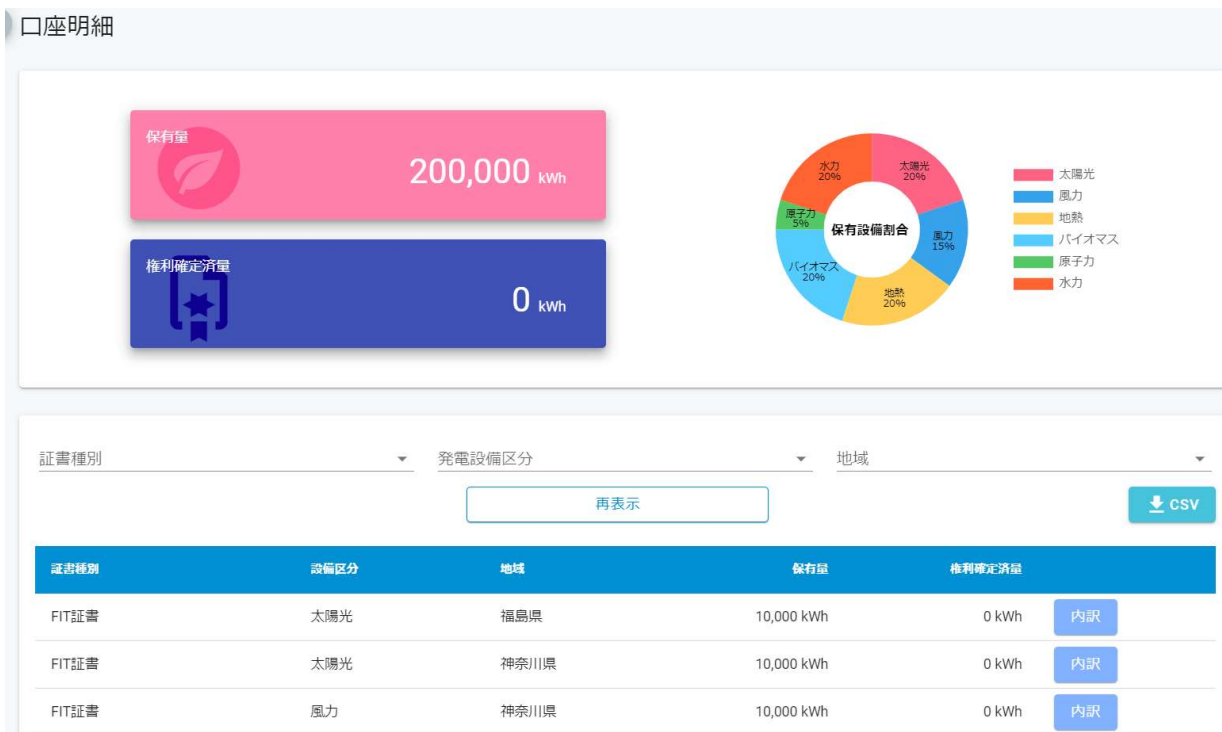 口座明細
保有量
200,000 kWh
権利確定済量
0 kWh
水力
20%
太陽光
20%
原子力
5%
保有設備割合
風力
15%
バイオマス
20%
地熱
20%
太陽光
風力
地熱
バイオマス
原子力
水力
証書種別 発電設備区分 地域
再表示 CSV
証書種別 設備区分 地域 保有量 権利確定済量
FIT証書 太陽光 福島県 10,000 kWh 0 kWh 内訳
FIT証書 太陽光 神奈川県 10,000 kWh 0 kWh 内訳
FIT証書 風力 神奈川県 10,000 kWh 0 kWh 内訳